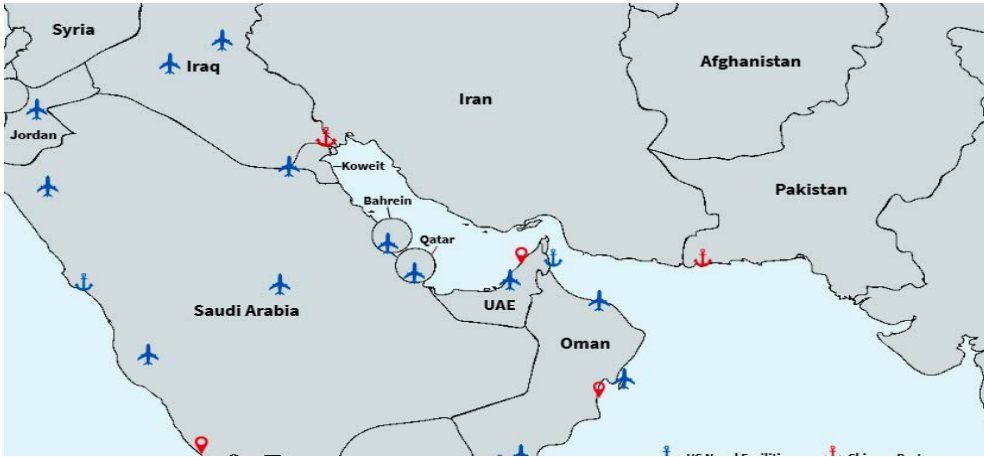 Syria
Iraq
Afghanistan
Iran
Jordan
Koweit
Pakistan
Bahrein
Qatar
Saudi Arabia
UAE
Oman